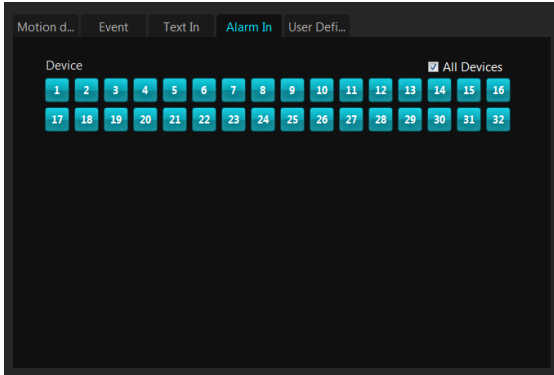 Motion d... Event Text In Alarm In User Defi...
Device All Devices
1 2 3 4 5 6 7 8 9 10 11 12 13 14 15 16
17 18 19 20 21 22 23 24 25 26 27 28 29 30 31 32